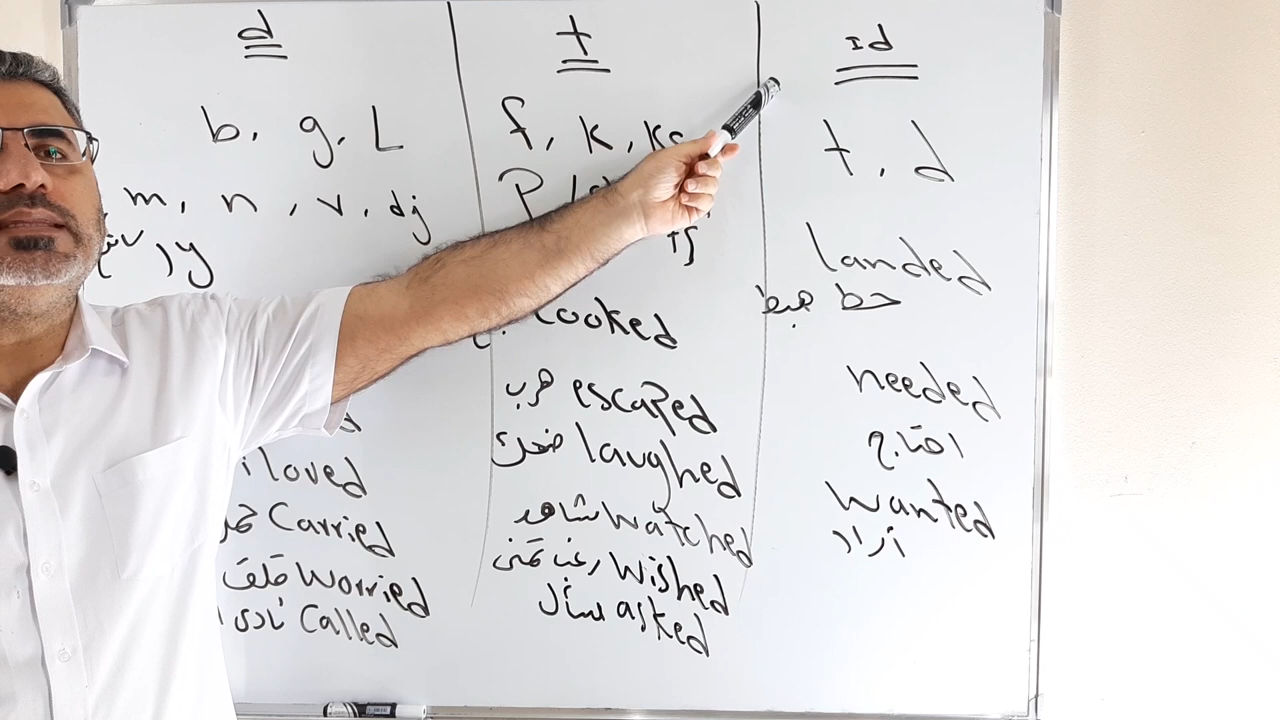 d
b, g, L
m, n, v, dj
y
loved
Carried
قلق Worried
نادى Called
t
f, k, ks
P
cooked
هرب escaped
ضحك laughed
شاهد Watched
رغب تمنى Wished
سأل asked
id
t, d
landed
حط هبط
needed
احتاج
Wanted
أراد